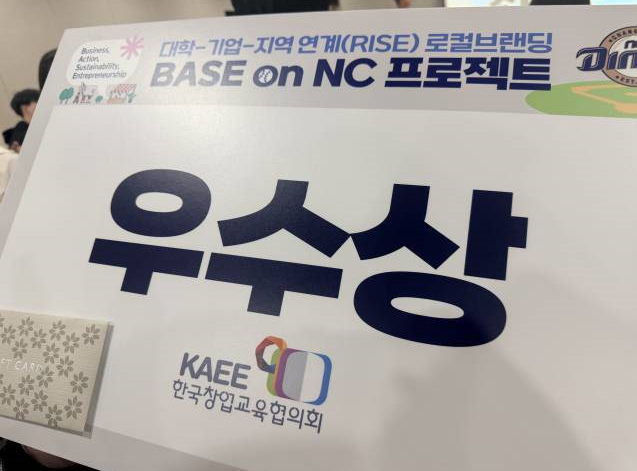 Business,
Action,
Sustainability,
Entrepreneurship
대학-기업-지역 연계(RISE) 로컬브랜딩
BASE on NC 프로젝트
우수상
KAEE
한국창업교육협의회